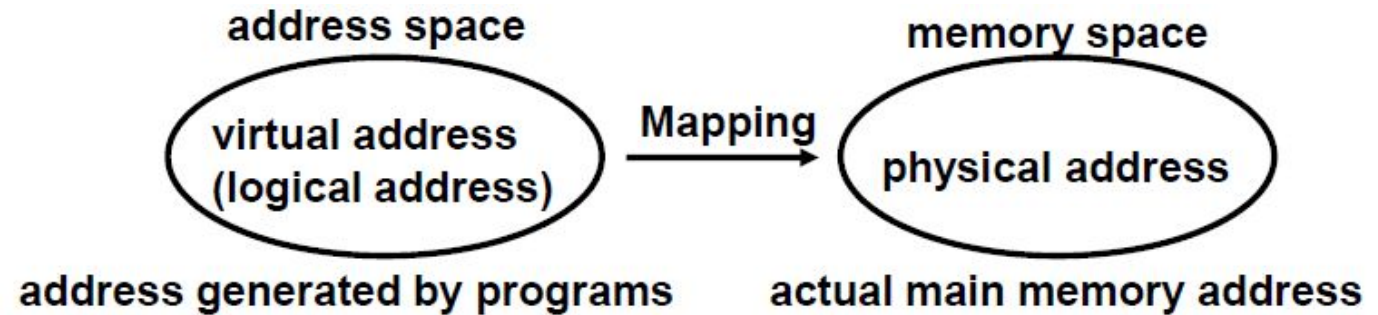 address space
memory space
virtual address
(logical address)
Mapping
physical address
address generated by programs
actual main memory address